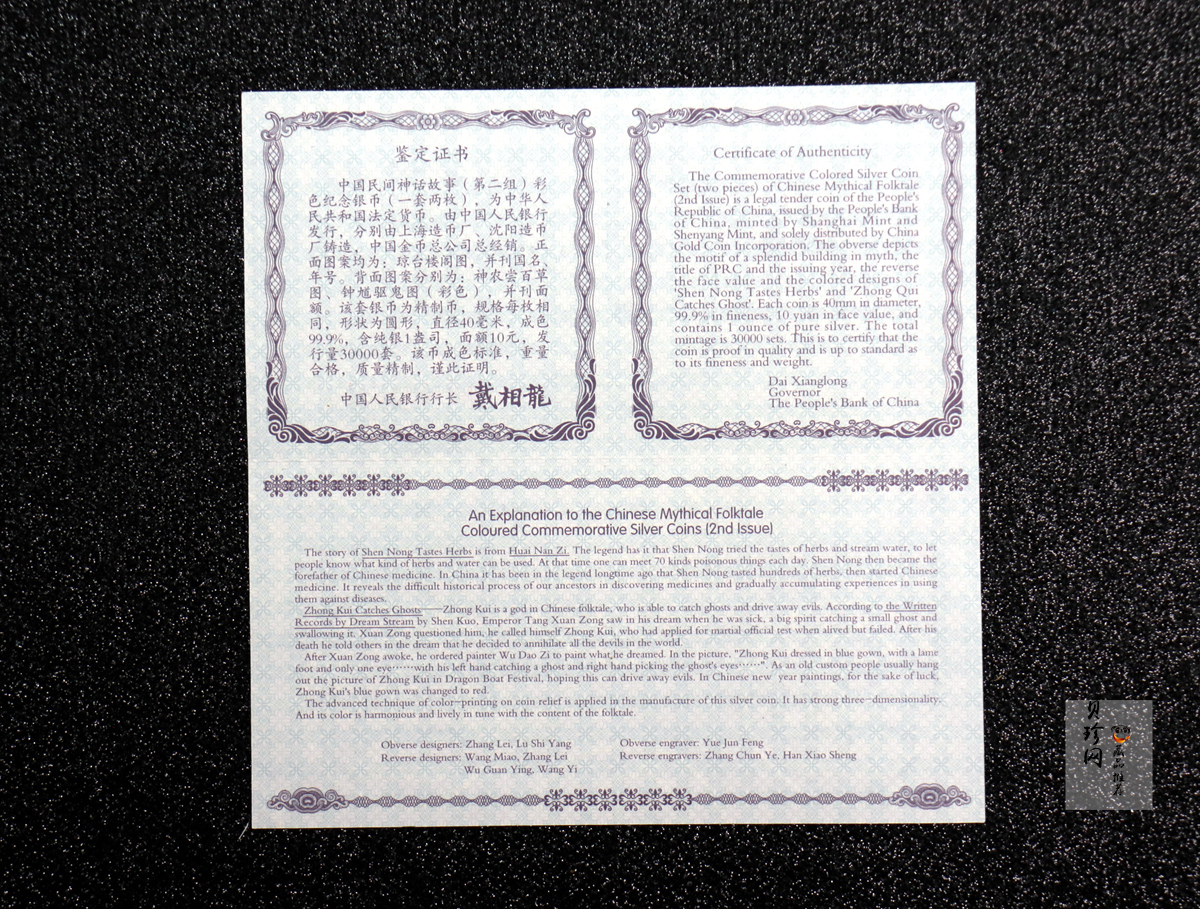 鉴定证书
中国民间神话故事（第二组）彩
色纪念银币（一套两枚），为中华人
民共和国法定货币。由中国人民银行
发行，分别由上海造币厂、沈阳造币
厂铸造，中国金币总公司总经销。正
面图案均为：琼台楼阁图，并刊国名、
年号。背面图案分别为：神农尝百草
图、钟馗驱鬼图（彩色），并刊面
额。该套银币为精制币，规格每枚相
同，形状为圆形，直径40毫米，成色
99.9%，含纯银1盎司，面额10元，发
行量30000套。该币成色标准，重量
合格，质量精制，谨此证明。
中国人民银行行长 戴相龍
Certificate of Authenticity
The Commemorative Colored Silver Coin
Set (two pieces) of Chinese Mythical Folktale
(2nd Issue) is a legal tender coin of the People's
Republic of China, issued by the People's Bank
of China, minted by Shanghai Mint and
Shenyang Mint, and solely distributed by China
Gold Coin Incorporation. The obverse depicts
the motif of a splendid building in myth, the
title of PRC and the issuing year, the reverse
the face value and the colored designs of
'Shen Nong Tastes Herbs' and 'Zhong Qui
Catches Ghost'. Each coin is 40mm in diameter,
99.9% in fineness, 10 yuan in face value, and
contains 1 ounce of pure silver. The total
mintage is 30000 sets. This is to certify that the
coin is proof in quality and is up to standard as
to its fineness and weight.
Dai Xianglong
Governor
The People's Bank of China
An Explanation to the Chinese Mythical Folktale
Coloured Commemorative Silver Coins (2nd Issue)
The story of Shen Nong Tastes Herbs is from Huai Nan Zi. The legend has it that Shen Nong tried the tastes of herbs and stream water, to let
people know what kind of herbs and water can be used. At that time one can meet 70 kinds poisonous things each day. Shen Nong then became the
forefather of Chinese medicine. In China it has been in the legend longtime ago that Shen Nong tasted hundreds of herbs, then started Chinese
medicine. It reveals the difficult historical process of our ancestors in discovering medicines and gradually accumulating experiences in using
them against diseases.
Zhong Kui Catches Ghosts——Zhong Kui is a god in Chinese folktale, who is able to catch ghosts and drive away evils. According to the Written
Records by Dream Stream by Shen Kuo, Emperor Tang Xuan Zong saw in his dream when he was sick, a big spirit catching a small ghost and
swallowing it. Xuan Zong questioned him, he called himself Zhong Kui, who had applied for martial official test when alived but failed. After his
death he told others in the dream that he decided to annihilate all the devils in the world.
After Xuan Zong awoke, he ordered painter Wu Dao Zi to paint what,he dreamed. In the picture, "Zhong Kui dressed in blue gown, with a lame
foot and only one eye······with his left hand catching a ghost and right hand picking the ghost's eyes······". As an old custom people usually hang
out the picture of Zhong Kui in Dragon Boat Festival, hoping this can drive away evils. In Chinese new year paintings, for the sake of luck,
Zhong Kui's blue gown was changed to red.
The advanced technique of color-printing on coin relief is applied in the manufacture of this silver coin. It has strong three-dimensionality.
And its color is harmonious and lively in tune with the content of the folktale.
Obverse designers: Zhang Lei, Lu Shi Yang
Reverse designers: Wang Miao, Zhang Lei
Wu Guan Ying, Wang Yi
Obverse engraver: Yue Jun Feng
Reverse engravers: Zhang Chun Ye, Han Xiao Sheng
贝珍网